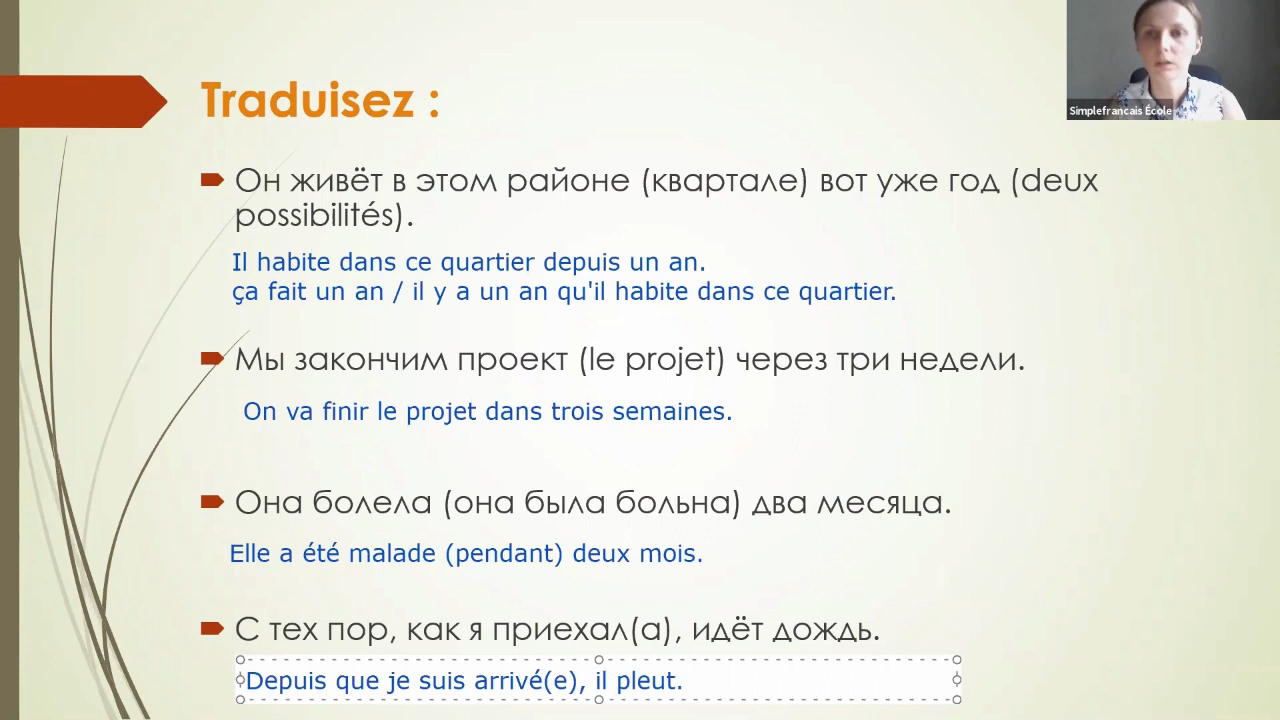 Simplefrancais École
Traduisez :
Он живёт в этом районе (квартале) вот уже год (deux
possibilités).
Il habite dans ce quartier depuis un an.
ça fait un an / il y a un an qu'il habite dans ce quartier.
Мы закончим проект (le projet) через три недели.
On va finir le projet dans trois semaines.
Она болела (она была больна) два месяца.
Elle a été malade (pendant) deux mois.
С тех пор, как я приехал(а), идёт дождь.
Depuis que je suis arrivé(e), il pleut.